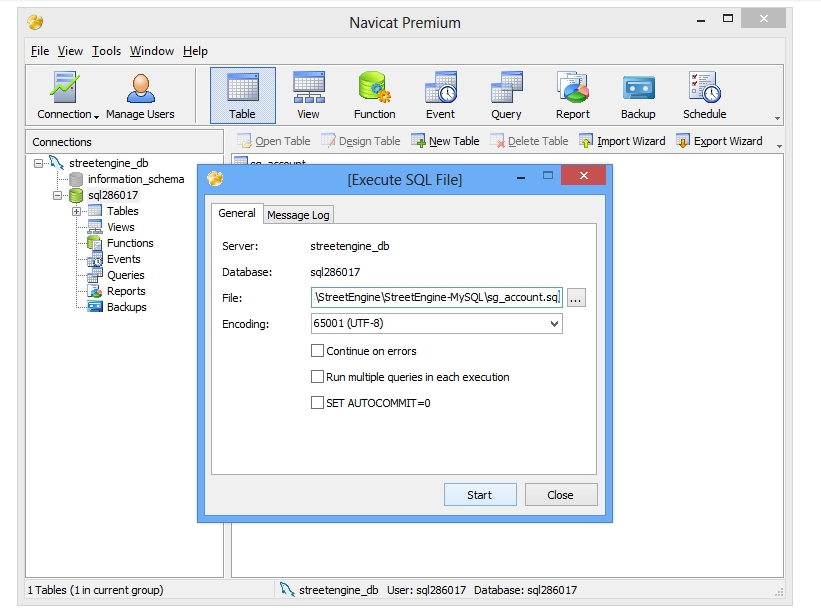 Navicat Premium
File View Tools Window Help
Connection Manage Users Table View Function Event Query Report Backup Schedule
Connections
Open Table Design Table New Table Delete Table Import Wizard Export Wizard
streetengine_db
information_schema
sql286017
Tables
Views
Functions
Events
Queries
Reports
Backups
sg_account
[Execute SQL File]
General Message Log
Server: streetengine_db
Database: sql286017
File: \StreetEngine\StreetEngine-MySQL\sg_account.sql ...
Encoding: 65001 (UTF-8)
Continue on errors
Run multiple queries in each execution
SET AUTOCOMMIT=0
Start Close
1 Tables (1 in current group) streetengine_db User: sql286017 Database: sql286017